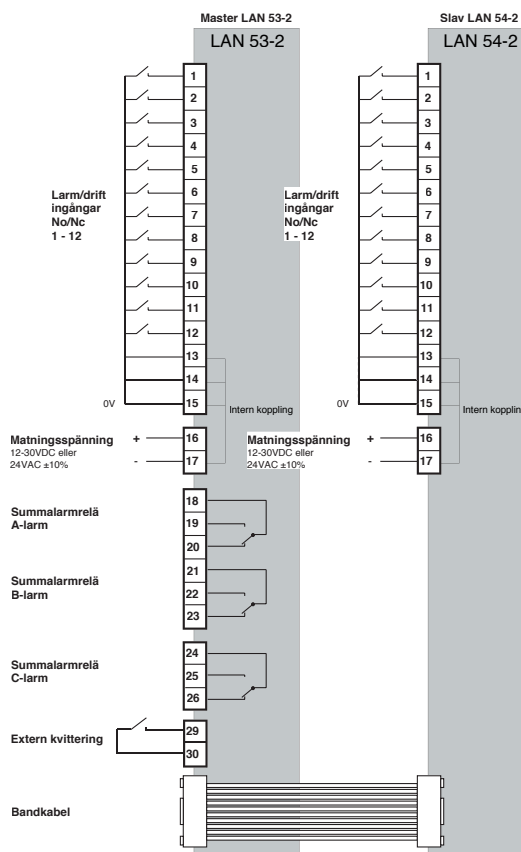 Master LAN 53-2
LAN 53-2
1
2
3
4
5
6
7
8
9
10
11
12
13
14
15
Larm/drift
ingångar
No/Nc
1 - 12
0V
Intern koppling
Matningsspänning
12-30VDC eller
24VAC ±10%
+
-
16
17
Summalarmrelä
A-larm
18
19
20
Summalarmrelä
B-larm
21
22
23
Summalarmrelä
C-larm
24
25
26
Extern kvittering
29
30
Bandkabel
Slav LAN 54-2
LAN 54-2
1
2
3
4
5
6
7
8
9
10
11
12
13
14
15
Larm/drift
ingångar
No/Nc
1 - 12
0V
Intern kopplin
Matningsspänning
12-30VDC eller
24VAC ±10%
+
-
16
17